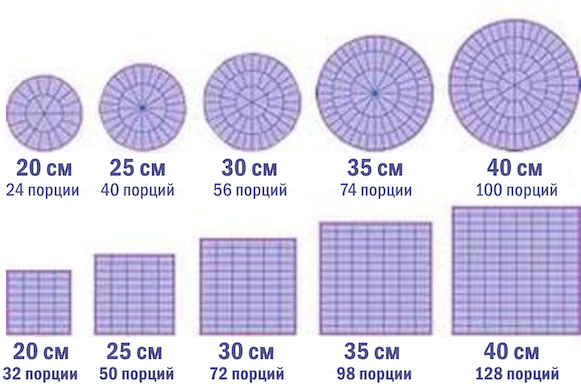 20 см 25 см 30 см 35 см 40 см
24 порции 40 порций 56 порций 74 порции 100 порций
20 см 25 см 30 см 35 см 40 см
32 порции 50 порций 72 порции 98 порции 128 порций